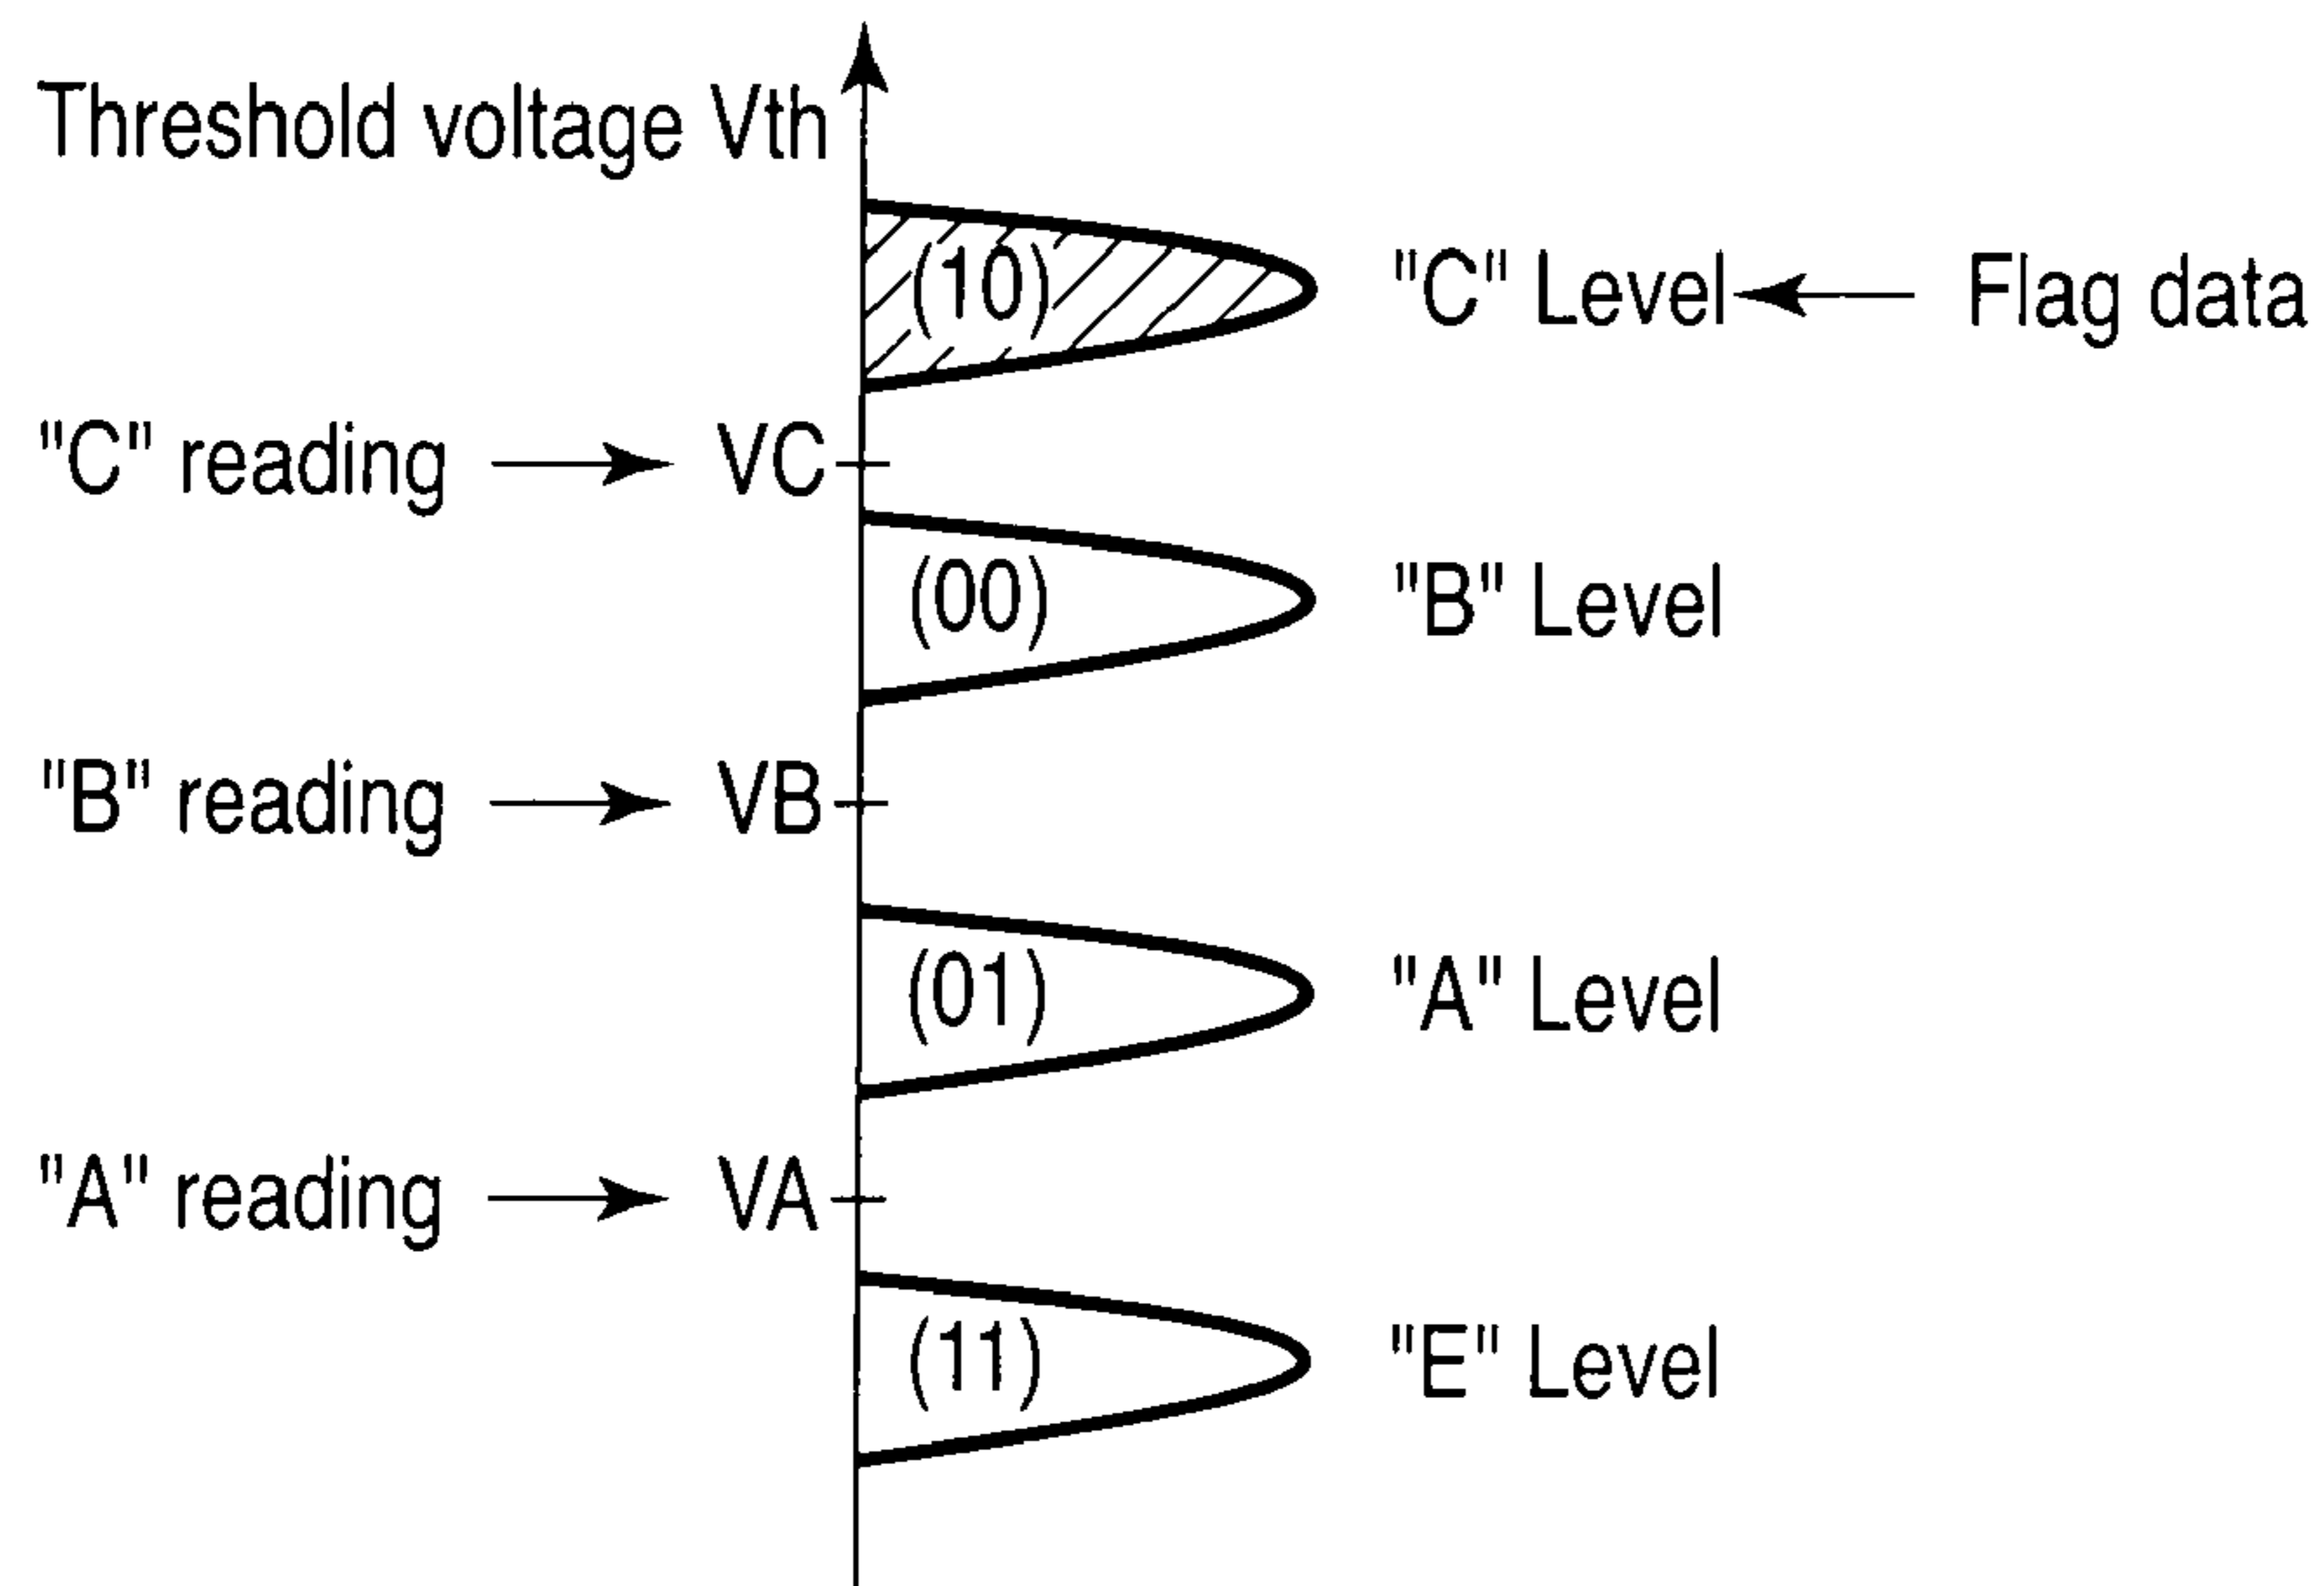 Threshold voltage Vth
(10)
"C" Level
Flag data
"C" reading
VC
(00)
"B" Level
"B" reading
VB
(01)
"A" Level
"A" reading
VA
(11)
"E" Level